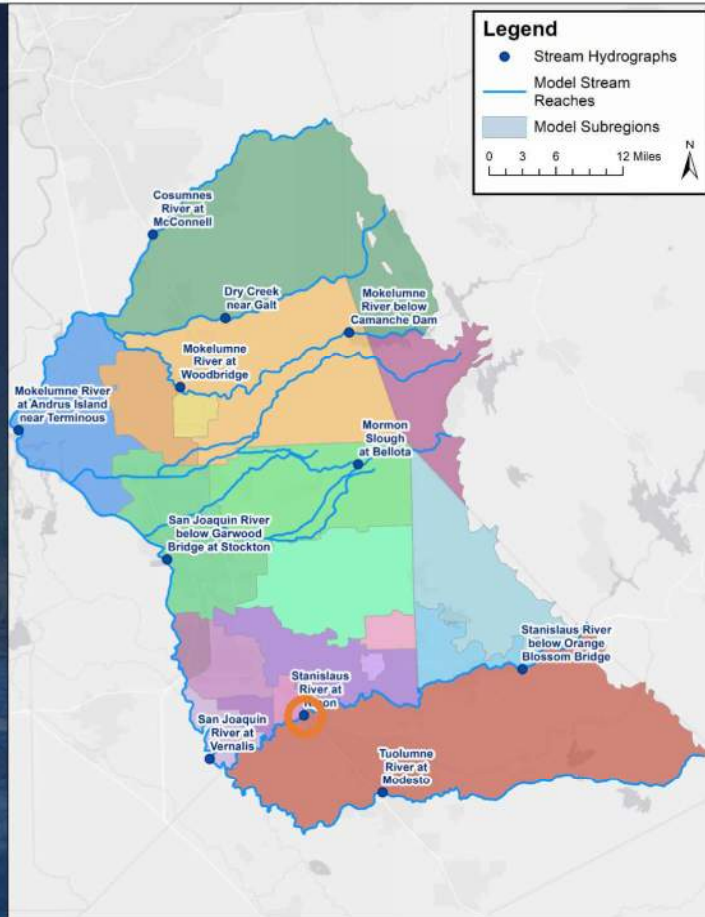 Legend
Stream Hydrographs
Model Stream
Reaches
Model Subregions
N
0 3 6 12 Miles
Cosumnes
River at
McConnell
Dry Creek
near Galt
Mokelumne
River below
Camanche Dam
Mokelumne
River at
Woodbridge
Mokelumne River
at Andrus Island
near Terminous
Mormon
Slough
at Bellota
San Joaquin River
below Garwood
Bridge at Stockton
Stanislaus River
below Orange
Blossom Bridge
Stanislaus
River at
San Joaquin
River at
Vernalis
Tuolumne
River at
Modesto